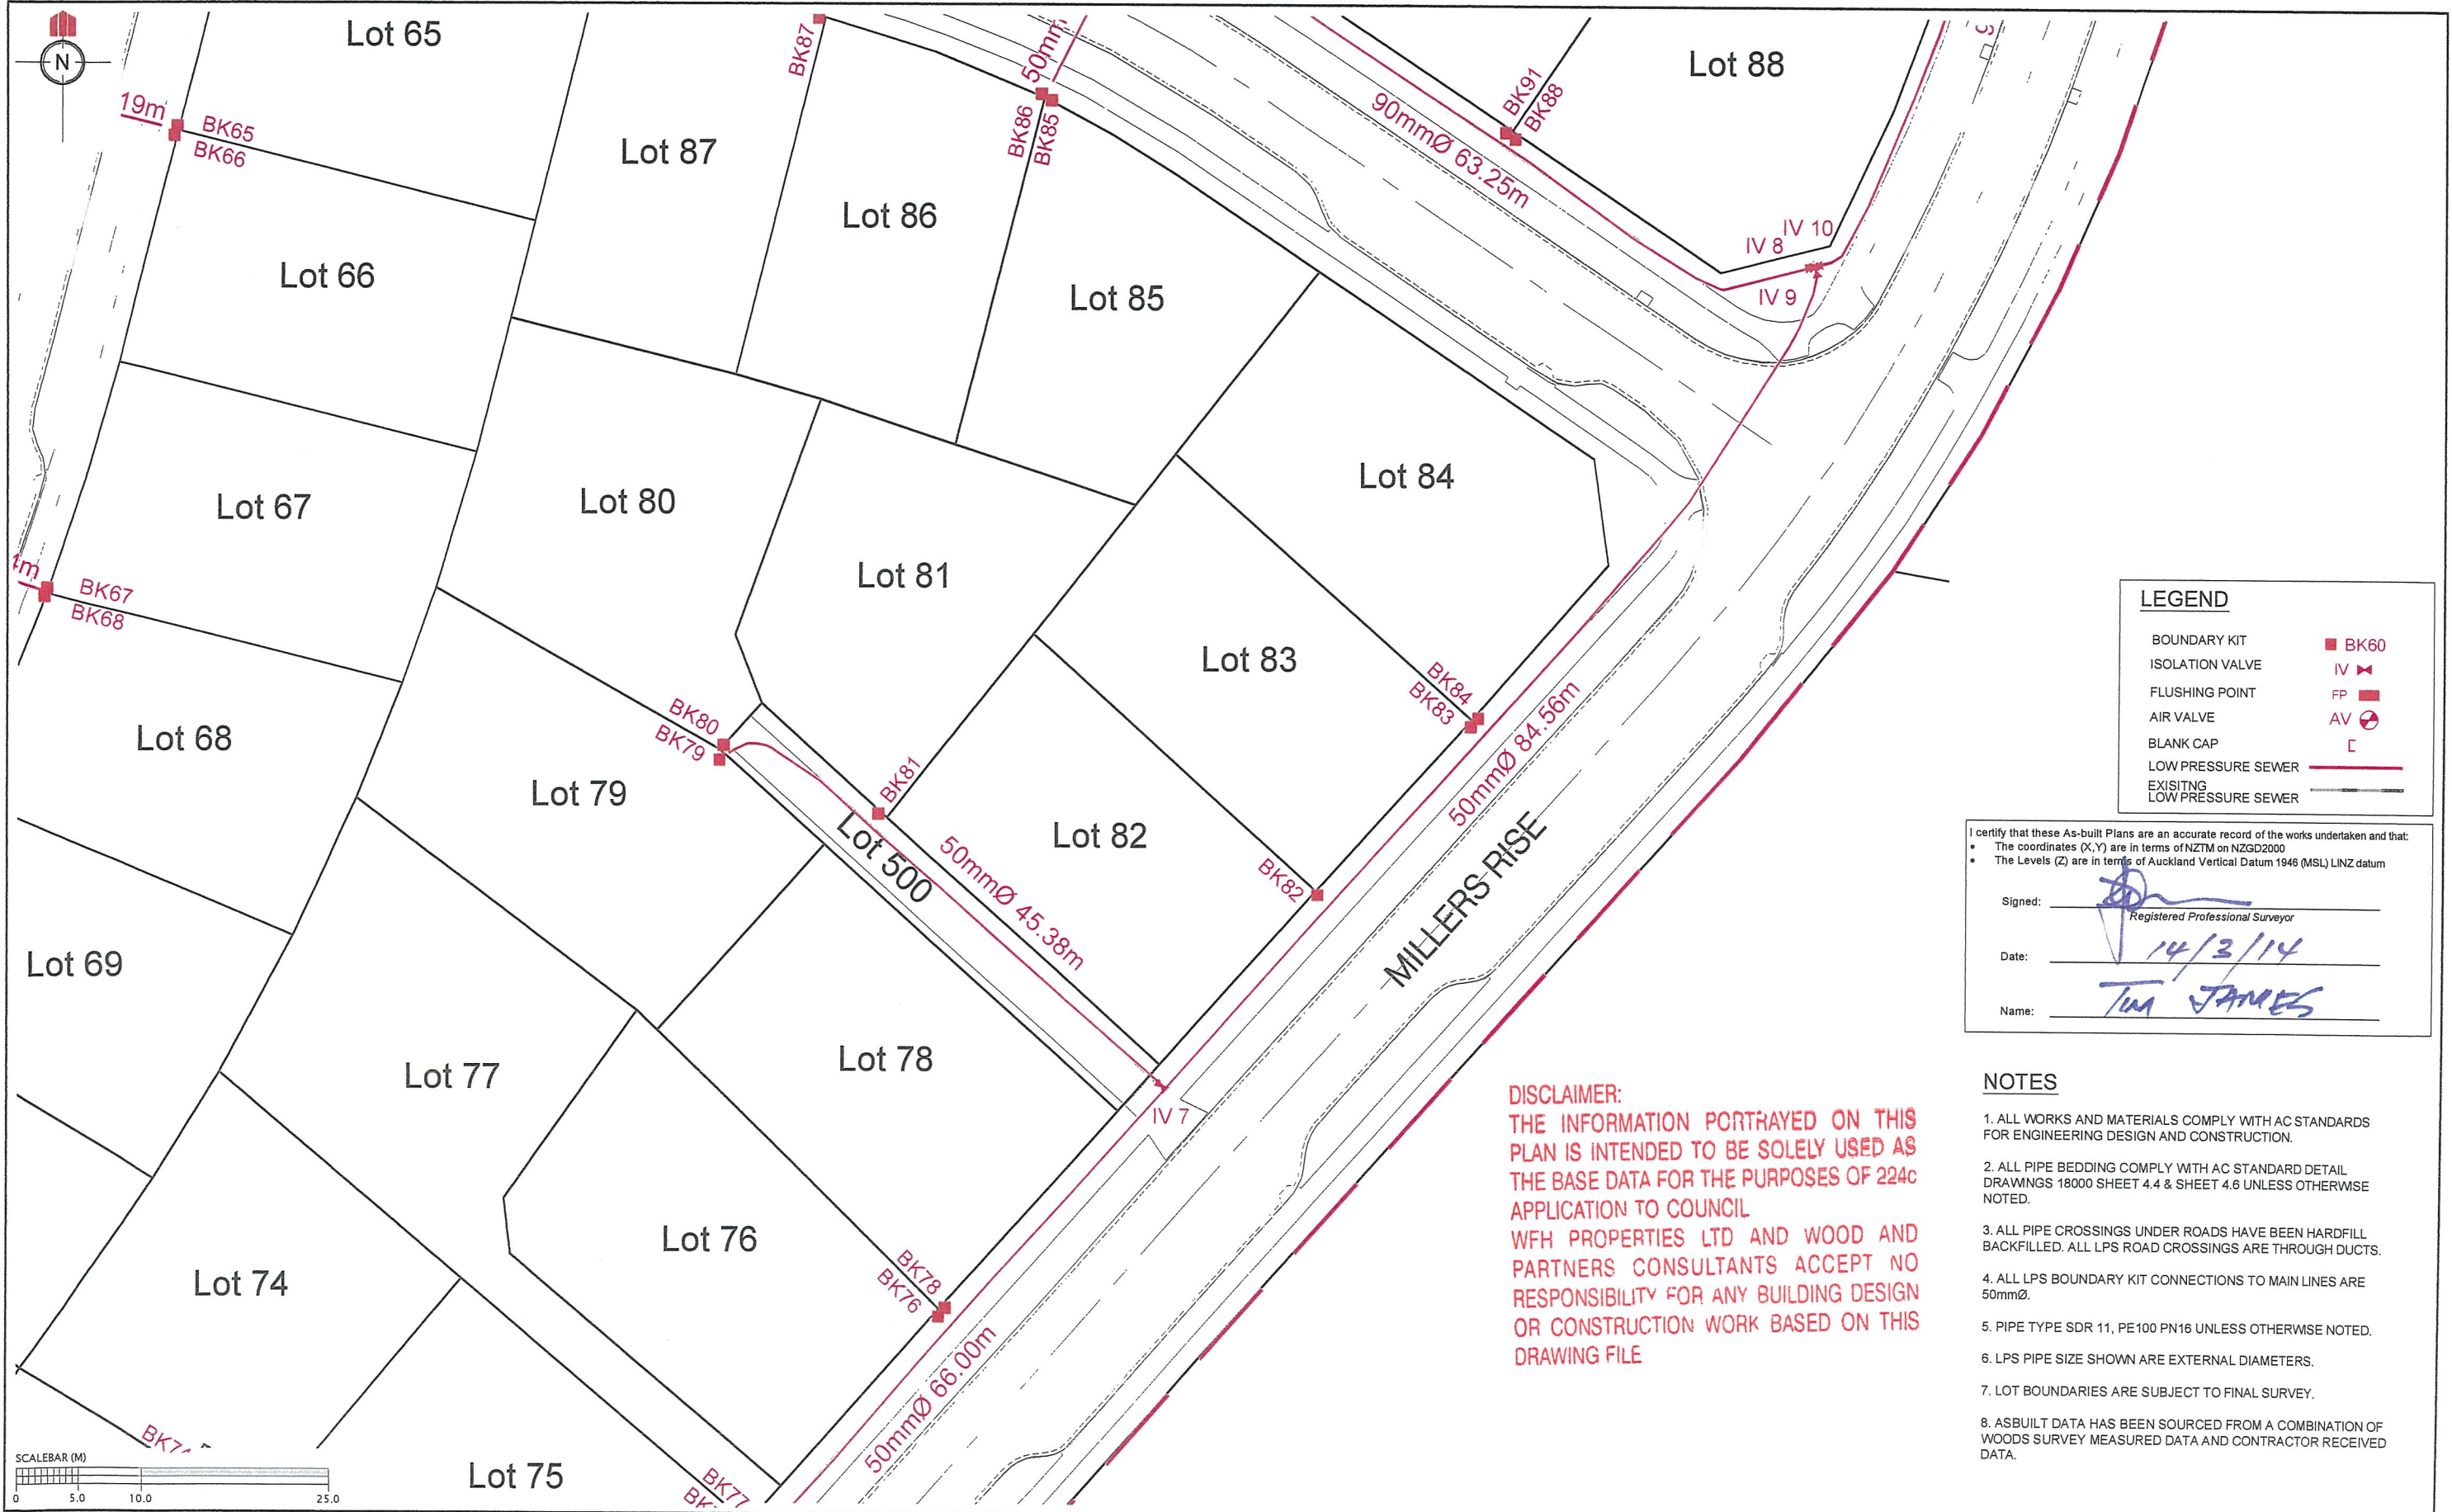 N
Lot 65
19m
BK65
BK66
BK87
50mm
BK86
BK85
BK91
BK88
Lot 88
90mmØ 63.25m
Lot 87
Lot 86
Lot 85
IV 8
IV 10
IV 9
Lot 66
Lot 67
Lot 80
Lot 81
Lot 84
Lot 83
4m
BK67
BK68
Lot 68
BK80
BK79
BK81
BK84
BK83
50mmØ 84.56m
Lot 79
Lot 500
50mmØ 45.38m
Lot 82
BK82
MILLERS RISE
Lot 69
Lot 77
Lot 78
IV 7
Lot 76
Lot 74
BK78
BK76
50mmØ 66.00m
Lot 75
BK77
SCALEBAR (M)
0 5.0 10.0 25.0
LEGEND
BOUNDARY KIT BK60
ISOLATION VALVE IV
FLUSHING POINT FP
AIR VALVE AV
BLANK CAP
LOW PRESSURE SEWER
EXISITNG
LOW PRESSURE SEWER
I certify that these As-built Plans are an accurate record of the works undertaken and that:
• The coordinates (X,Y) are in terms of NZTM on NZGD2000
• The Levels (Z) are in terms of Auckland Vertical Datum 1946 (MSL) LINZ datum
Signed:
Registered Professional Surveyor
Date: 14/3/14
Name: TIM JAMES
DISCLAIMER:
THE INFORMATION PORTRAYED ON THIS
PLAN IS INTENDED TO BE SOLELY USED AS
THE BASE DATA FOR THE PURPOSES OF 224c
APPLICATION TO COUNCIL
WFH PROPERTIES LTD AND WOOD AND
PARTNERS CONSULTANTS ACCEPT NO
RESPONSIBILITY FOR ANY BUILDING DESIGN
OR CONSTRUCTION WORK BASED ON THIS
DRAWING FILE
NOTES
1. ALL WORKS AND MATERIALS COMPLY WITH AC STANDARDS
FOR ENGINEERING DESIGN AND CONSTRUCTION.
2. ALL PIPE BEDDING COMPLY WITH AC STANDARD DETAIL
DRAWINGS 18000 SHEET 4.4 & SHEET 4.6 UNLESS OTHERWISE
NOTED.
3. ALL PIPE CROSSINGS UNDER ROADS HAVE BEEN HARDFILL
BACKFILLED. ALL LPS ROAD CROSSINGS ARE THROUGH DUCTS.
4. ALL LPS BOUNDARY KIT CONNECTIONS TO MAIN LINES ARE
50mmØ.
5. PIPE TYPE SDR 11, PE100 PN16 UNLESS OTHERWISE NOTED.
6. LPS PIPE SIZE SHOWN ARE EXTERNAL DIAMETERS.
7. LOT BOUNDARIES ARE SUBJECT TO FINAL SURVEY.
8. ASBUILT DATA HAS BEEN SOURCED FROM A COMBINATION OF
WOODS SURVEY MEASURED DATA AND CONTRACTOR RECEIVED
DATA.